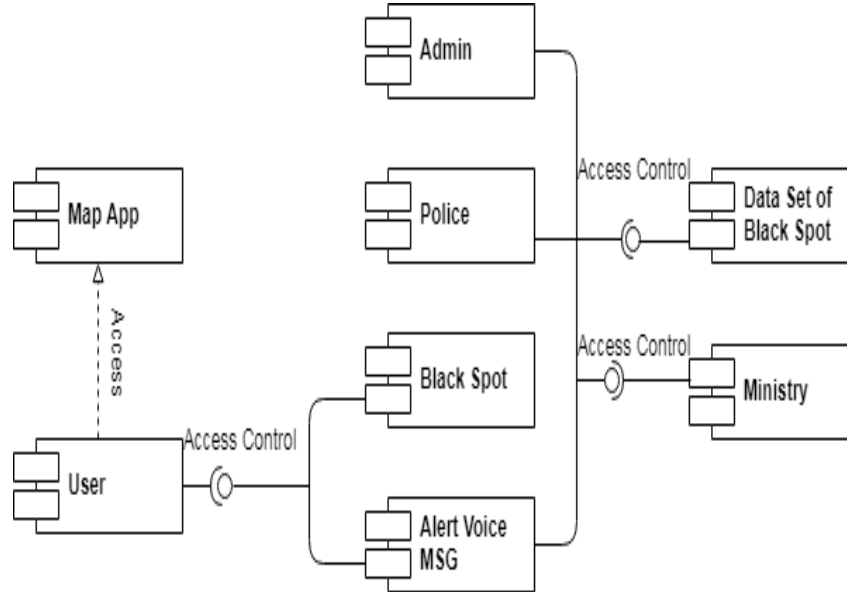 Admin
Access Control
Map App
Police
Data Set of
Black Spot
Access
Access Control
Black Spot
Ministry
Access Control
User
Alert Voice
MSG